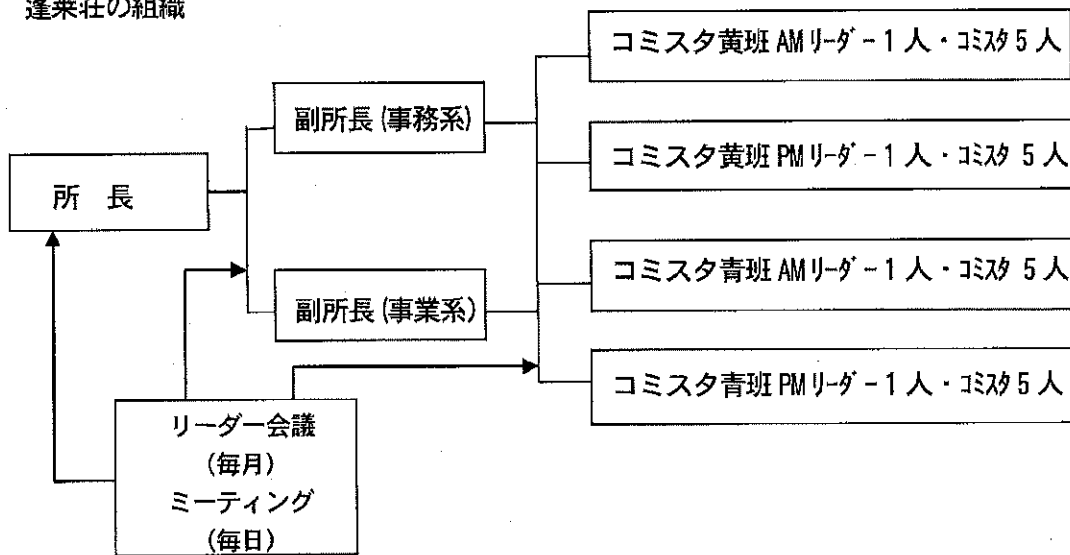 蓬莱荘の組織
コミスタ黄班 AMリーダー1人・コミスタ5人
副所長(事務系)
コミスタ黄班 PMリーダー1人・コミスタ 5人
所 長
コミスタ青班 AMリーダー1人・コミスタ 5人
副所長(事業系)
コミスタ青班 PMリーダー1人・コミスタ5人
リーダー会議
(毎月)
ミーティング
(毎日)